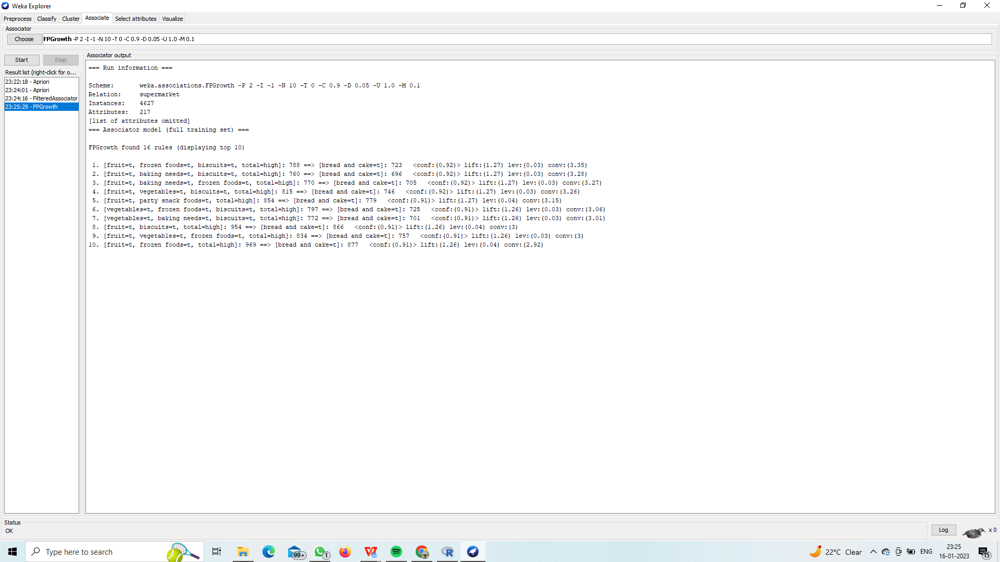 Weka Explorer
Preprocess Classify Cluster Associate Select attributes Visualize
Associator
Choose FPGrowth -P 2 -I -1 -N 10 -T 0 -C 0.9 -D 0.05 -U 1.0 -M 0.1
Start Stop
Result list (right-click for o...
23:22:18 - Apriori
23:24:01 - Apriori
23:24:16 - FilteredAssociator
23:25:29 - FPGrowth
Associator output
=== Run information ===
Scheme: weka.associations.FPGrowth -P 2 -I -1 -N 10 -T 0 -C 0.9 -D 0.05 -U 1.0 -M 0.1
Relation: supermarket
Instances: 4627
Attributes: 217
[list of attributes omitted]
=== Associator model (full training set) ===
FPGrowth found 16 rules (displaying top 10)
1. [fruit=t, frozen foods=t, biscuits=t, total=high]: 788 ==> [bread and cake=t]: 723 <conf:(0.92)> lift:(1.27) lev:(0.03) conv:(3.35)
2. [fruit=t, baking needs=t, biscuits=t, total=high]: 760 ==> [bread and cake=t]: 696 <conf:(0.92)> lift:(1.27) lev:(0.03) conv:(3.28)
3. [fruit=t, baking needs=t, frozen foods=t, total=high]: 770 ==> [bread and cake=t]: 705 <conf:(0.92)> lift:(1.27) lev:(0.03) conv:(3.27)
4. [fruit=t, vegetables=t, biscuits=t, total=high]: 815 ==> [bread and cake=t]: 746 <conf:(0.92)> lift:(1.27) lev:(0.03) conv:(3.26)
5. [fruit=t, party snack foods=t, total=high]: 854 ==> [bread and cake=t]: 779 <conf:(0.91)> lift:(1.27) lev:(0.04) conv:(3.15)
6. [vegetables=t, frozen foods=t, biscuits=t, total=high]: 797 ==> [bread and cake=t]: 725 <conf:(0.91)> lift:(1.26) lev:(0.03) conv:(3.06)
7. [vegetables=t, baking needs=t, biscuits=t, total=high]: 772 ==> [bread and cake=t]: 701 <conf:(0.91)> lift:(1.26) lev:(0.03) conv:(3.01)
8. [fruit=t, biscuits=t, total=high]: 954 ==> [bread and cake=t]: 866 <conf:(0.91)> lift:(1.26) lev:(0.04) conv:(3)
9. [fruit=t, vegetables=t, frozen foods=t, total=high]: 834 ==> [bread and cake=t]: 757 <conf:(0.91)> lift:(1.26) lev:(0.03) conv:(3)
10. [fruit=t, frozen foods=t, total=high]: 969 ==> [bread and cake=t]: 877 <conf:(0.91)> lift:(1.26) lev:(0.04) conv:(2.92)
Status
OK
Log x 0
Type here to search
99+
1
22°C Clear
ENG
23:25
16-01-2023
15